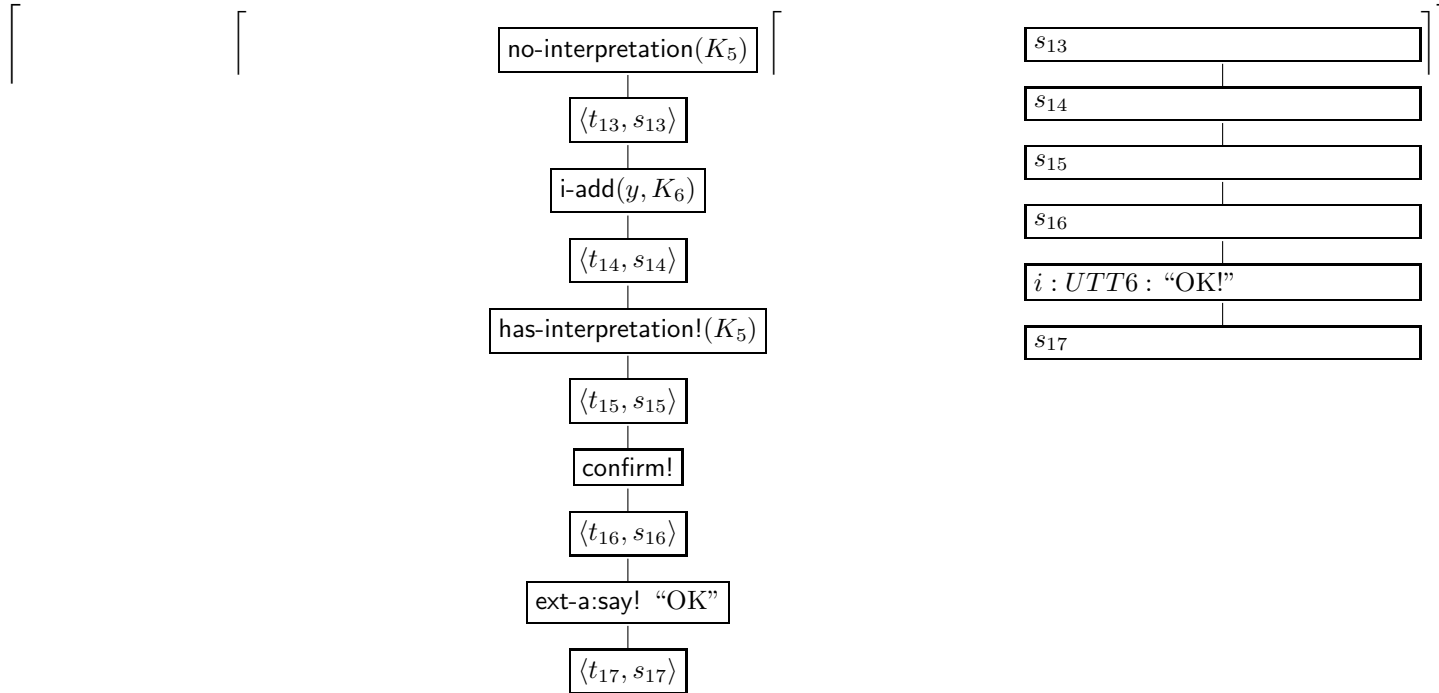 no-interpretation(K₅)
⟨t₁₃, s₁₃⟩
i-add(y, K₆)
⟨t₁₄, s₁₄⟩
has-interpretation!(K₅)
⟨t₁₅, s₁₅⟩
confirm!
⟨t₁₆, s₁₆⟩
ext-a:say! “OK”
⟨t₁₇, s₁₇⟩
s₁₃
s₁₄
s₁₅
s₁₆
i : UTT6 : “OK!”
s₁₇